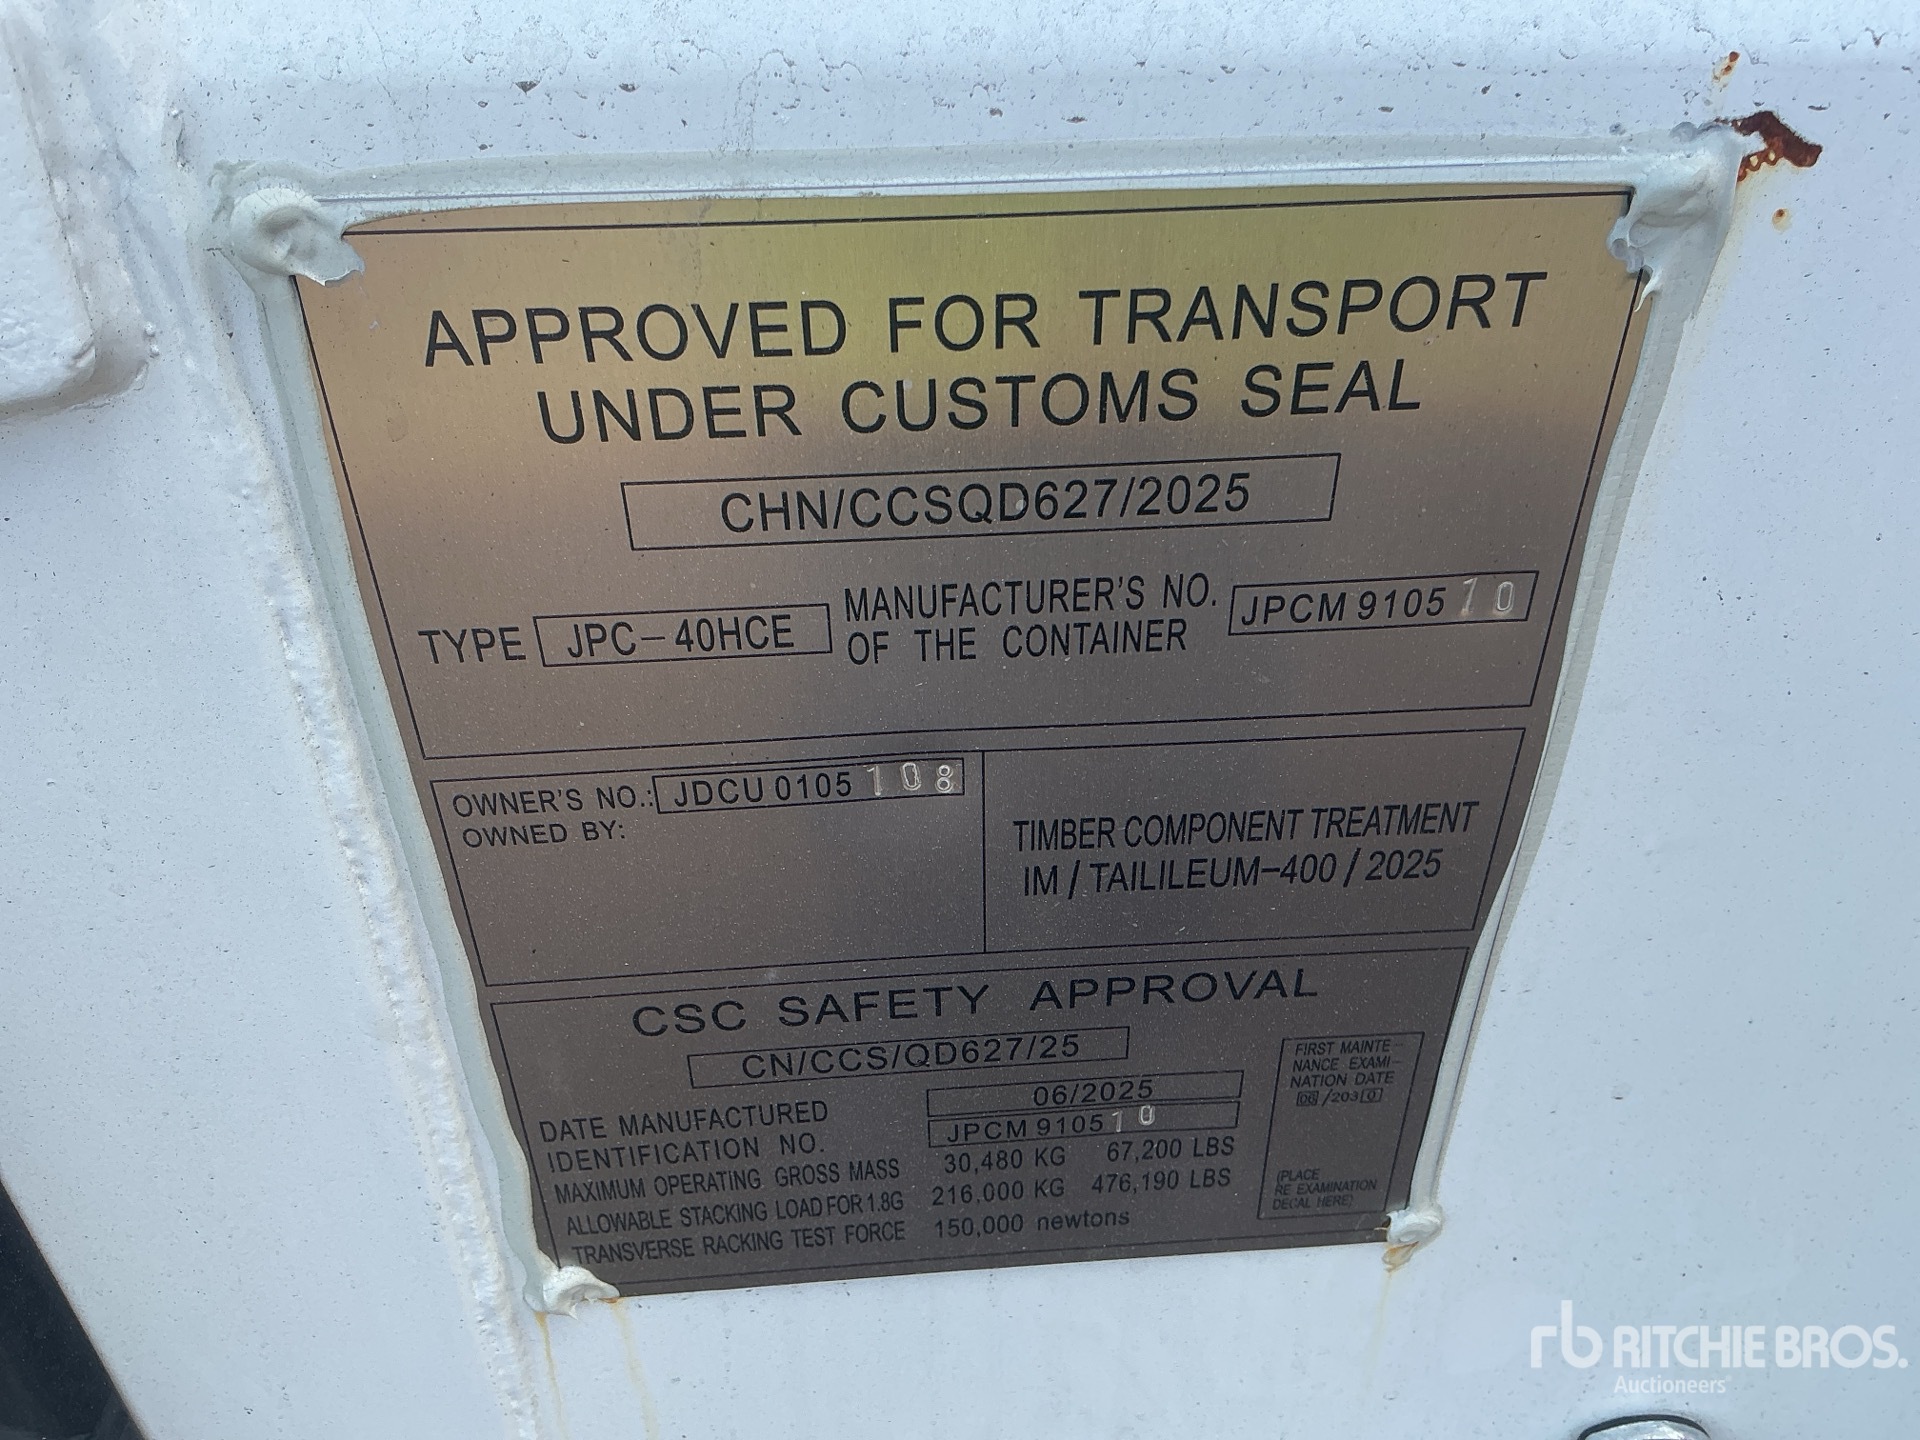 APPROVED FOR TRANSPORT
UNDER CUSTOMS SEAL
CHN/CCSQD627/2025
TYPE JPC-40HCE MANUFACTURER'S NO. OF THE CONTAINER JPCM 910510
OWNER'S NO.: JDCU 0105108
OWNED BY:
TIMBER COMPONENT TREATMENT
IM / TAILILEUM-400 / 2025
CSC SAFETY APPROVAL
CN/CCS/QD627/25
DATE MANUFACTURED 06/2025
IDENTIFICATION NO. JPCM 910510
MAXIMUM OPERATING GROSS MASS 30,480 KG 67,200 LBS
ALLOWABLE STACKING LOAD FOR 1.8G 216.000 KG 476,190 LBS
TRANSVERSE RACKING TEST FORCE 150,000 newtons
FIRST MAINTE-
NANCE EXAMI-
NATION DATE
06/2030
(PLACE
RE EXAMINATION
DECAL HERE)
rb RITCHIE BROS.
Auctioneers